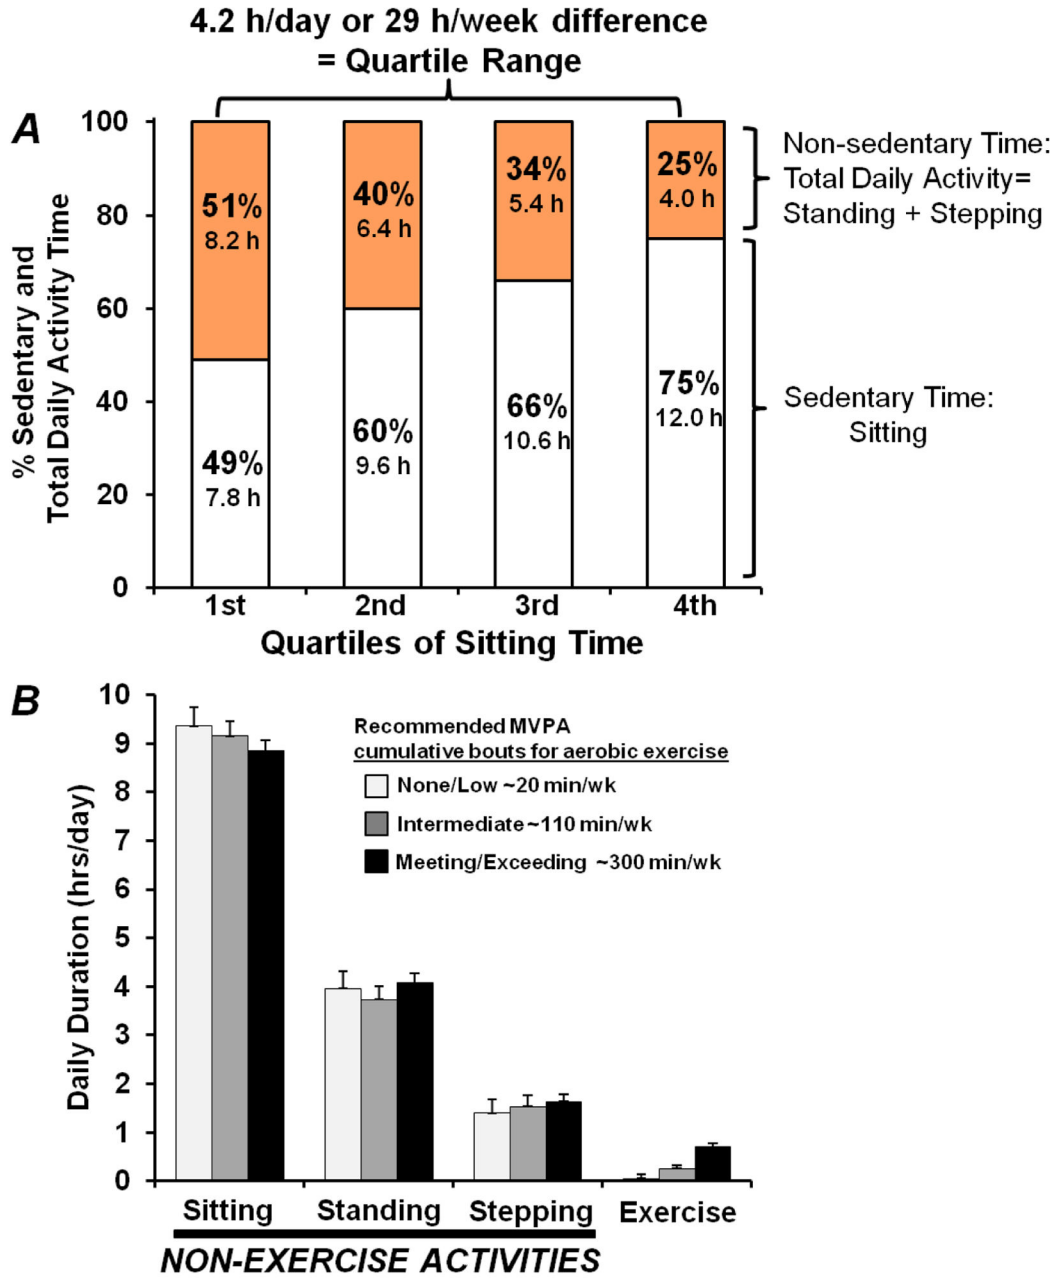 4.2 h/day or 29 h/week difference
= Quartile Range
A
% Sedentary and
Total Daily Activity Time
100
80
60
40
20
0
51%
8.2 h
49%
7.8 h
40%
6.4 h
60%
9.6 h
34%
5.4 h
66%
10.6 h
25%
4.0 h
75%
12.0 h
Non-sedentary Time:
Total Daily Activity=
Standing + Stepping
Sedentary Time:
Sitting
1st
2nd
3rd
4th
Quartiles of Sitting Time
B
Daily Duration (hrs/day)
10
9
8
7
6
5
4
3
2
1
0
Recommended MVPA
cumulative bouts for aerobic exercise
None/Low ~20 min/wk
Intermediate ~110 min/wk
Meeting/Exceeding ~300 min/wk
Sitting
Standing
Stepping
Exercise
NON-EXERCISE ACTIVITIES